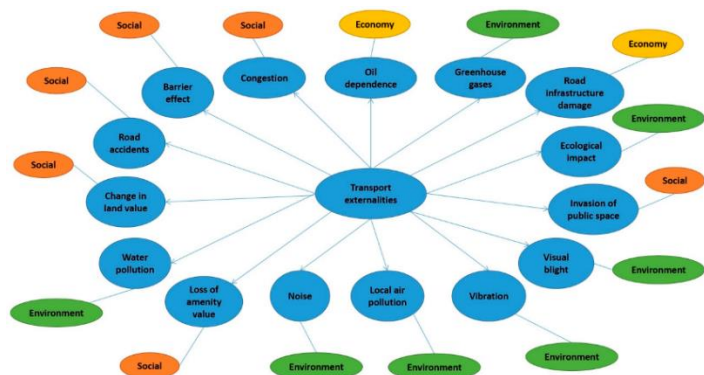 Social
Social
Economy
Environment
Economy
Social
Barrier
effect
Congestion
Oil
dependence
Greenhouse
gases
Road
infrastructure
damage
Environment
Road
accidents
Ecological
impact
Social
Social
Change in
land value
Transport
externalities
Invasion of
public space
Water
pollution
Visual
blight
Environment
Loss of
amenity
value
Noise
Local air
pollution
Vibration
Environment
Social
Environment
Environment
Environment